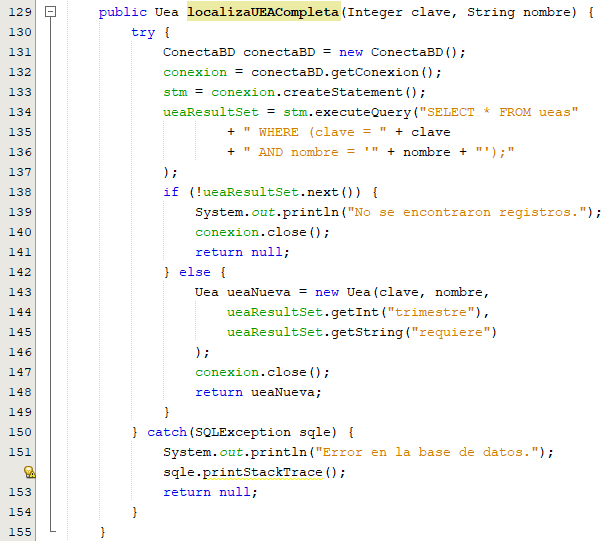 129 public Uea localizaUEACompleta(Integer clave, String nombre) {
130 try {
131 ConectaBD conectaBD = new ConectaBD();
132 conexion = conectaBD.getConexion();
133 stm = conexion.createStatement();
134 ueaResultSet = stm.executeQuery("SELECT * FROM ueas"
135 + " WHERE (clave = " + clave
136 + " AND nombre = '" + nombre + "');"
137 );
138 if (!ueaResultSet.next()) {
139 System.out.println("No se encontraron registros.");
140 conexion.close();
141 return null;
142 } else {
143 Uea ueaNueva = new Uea(clave, nombre,
144 ueaResultSet.getInt("trimestre"),
145 ueaResultSet.getString("requiere")
146 );
147 conexion.close();
148 return ueaNueva;
149 }
150 } catch(SQLException sqle) {
151 System.out.println("Error en la base de datos.");
sqle.printStackTrace();
153 return null;
154 }
155 }